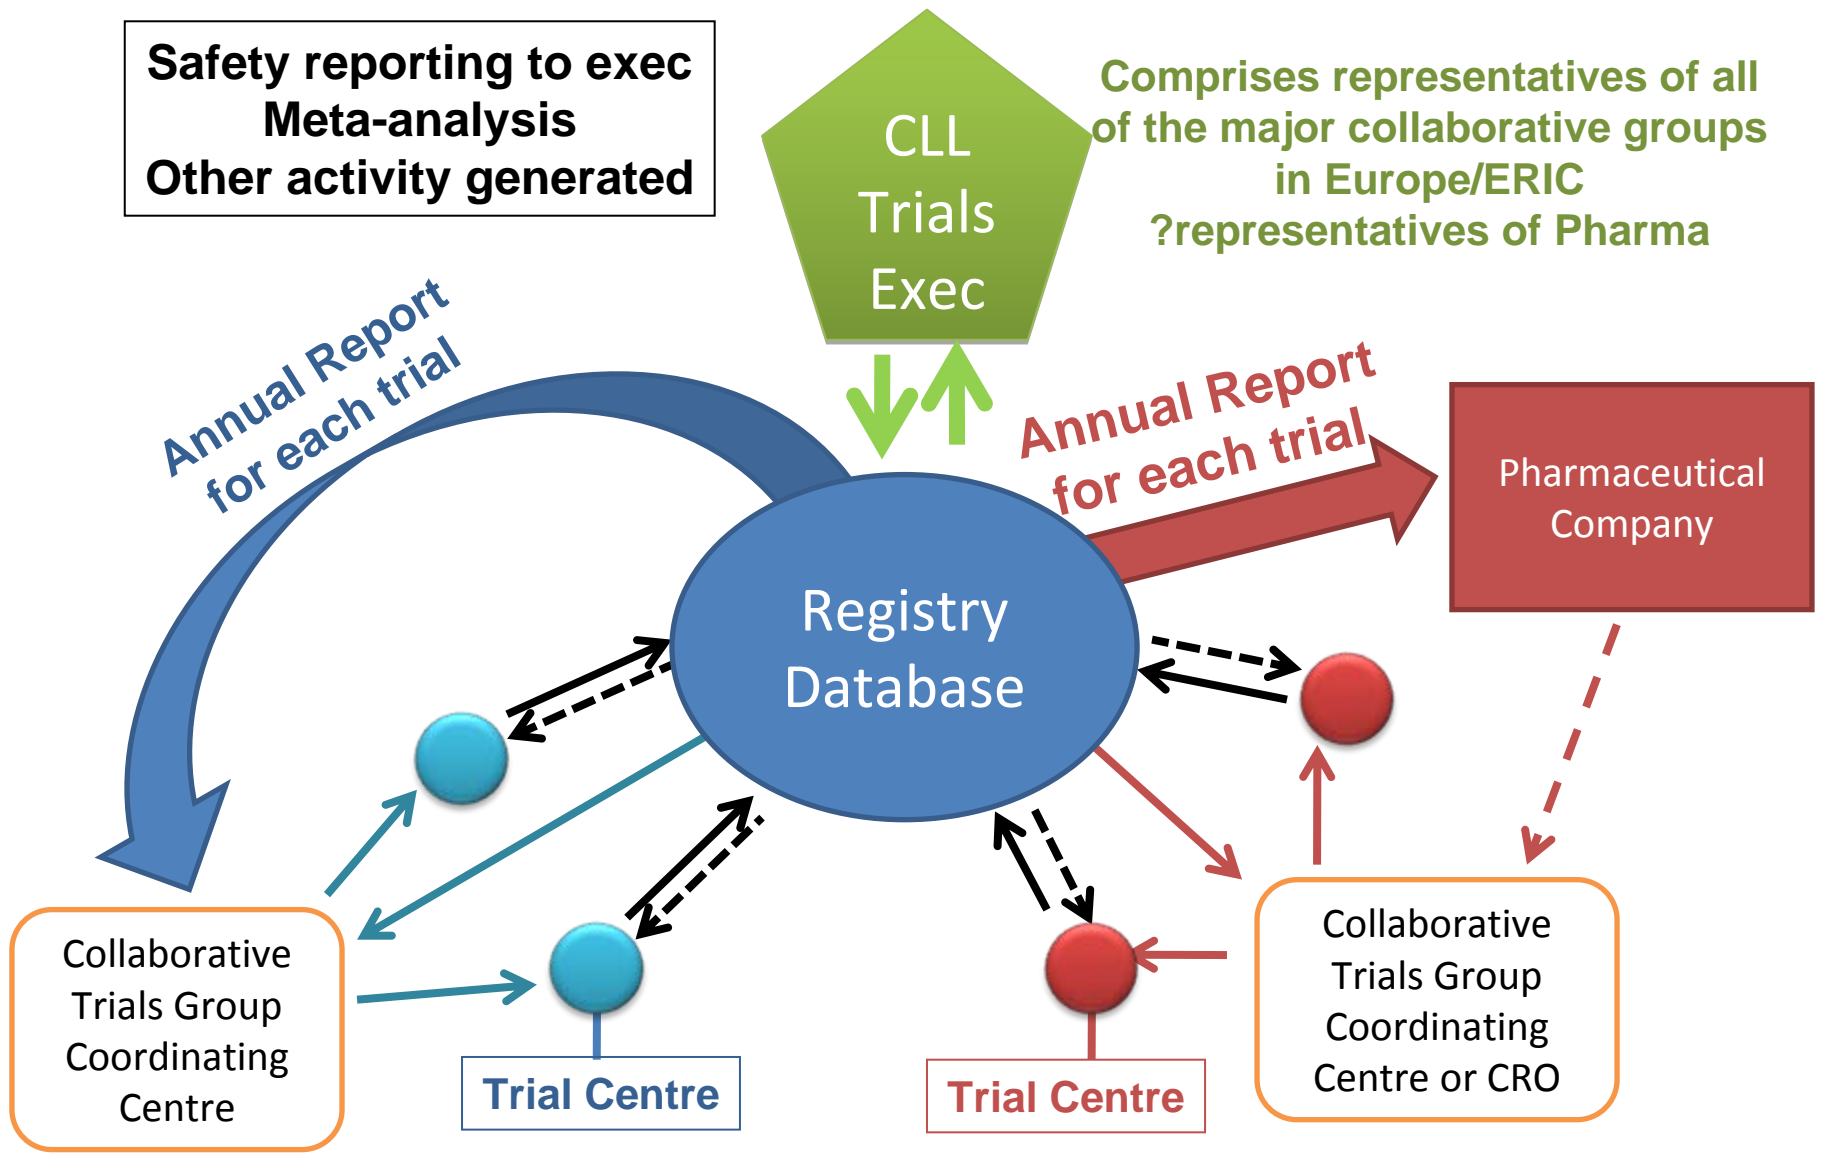 Safety reporting to exec
Meta-analysis
Other activity generated
CLL
Trials
Exec
Comprises representatives of all
of the major collaborative groups
in Europe/ERIC
?representatives of Pharma
Annual Report
for each trial
Annual Report
for each trial
Pharmaceutical
Company
Registry
Database
Collaborative
Trials Group
Coordinating
Centre
Trial Centre
Trial Centre
Collaborative
Trials Group
Coordinating
Centre or CRO